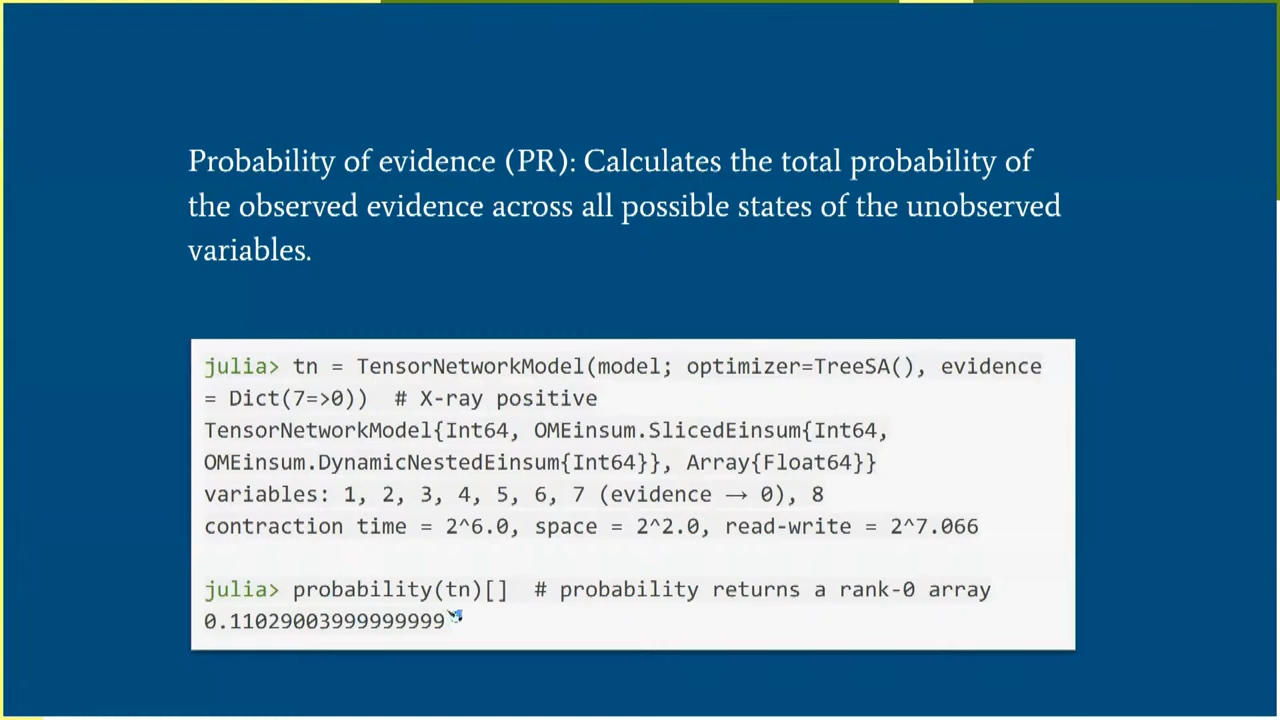 Probability of evidence (PR): Calculates the total probability of
the observed evidence across all possible states of the unobserved
variables.
julia> tn = TensorNetworkModel(model; optimizer=TreeSA(), evidence
= Dict(7=>0))  # X-ray positive
TensorNetworkModel{Int64, OMEinsum.SlicedEinsum{Int64,
OMEinsum.DynamicNestedEinsum{Int64}}, Array{Float64}}
variables: 1, 2, 3, 4, 5, 6, 7 (evidence → 0), 8
contraction time = 2^6.0, space = 2^2.0, read-write = 2^7.066
julia> probability(tn)[]  # probability returns a rank-0 array
0.11029003999999999